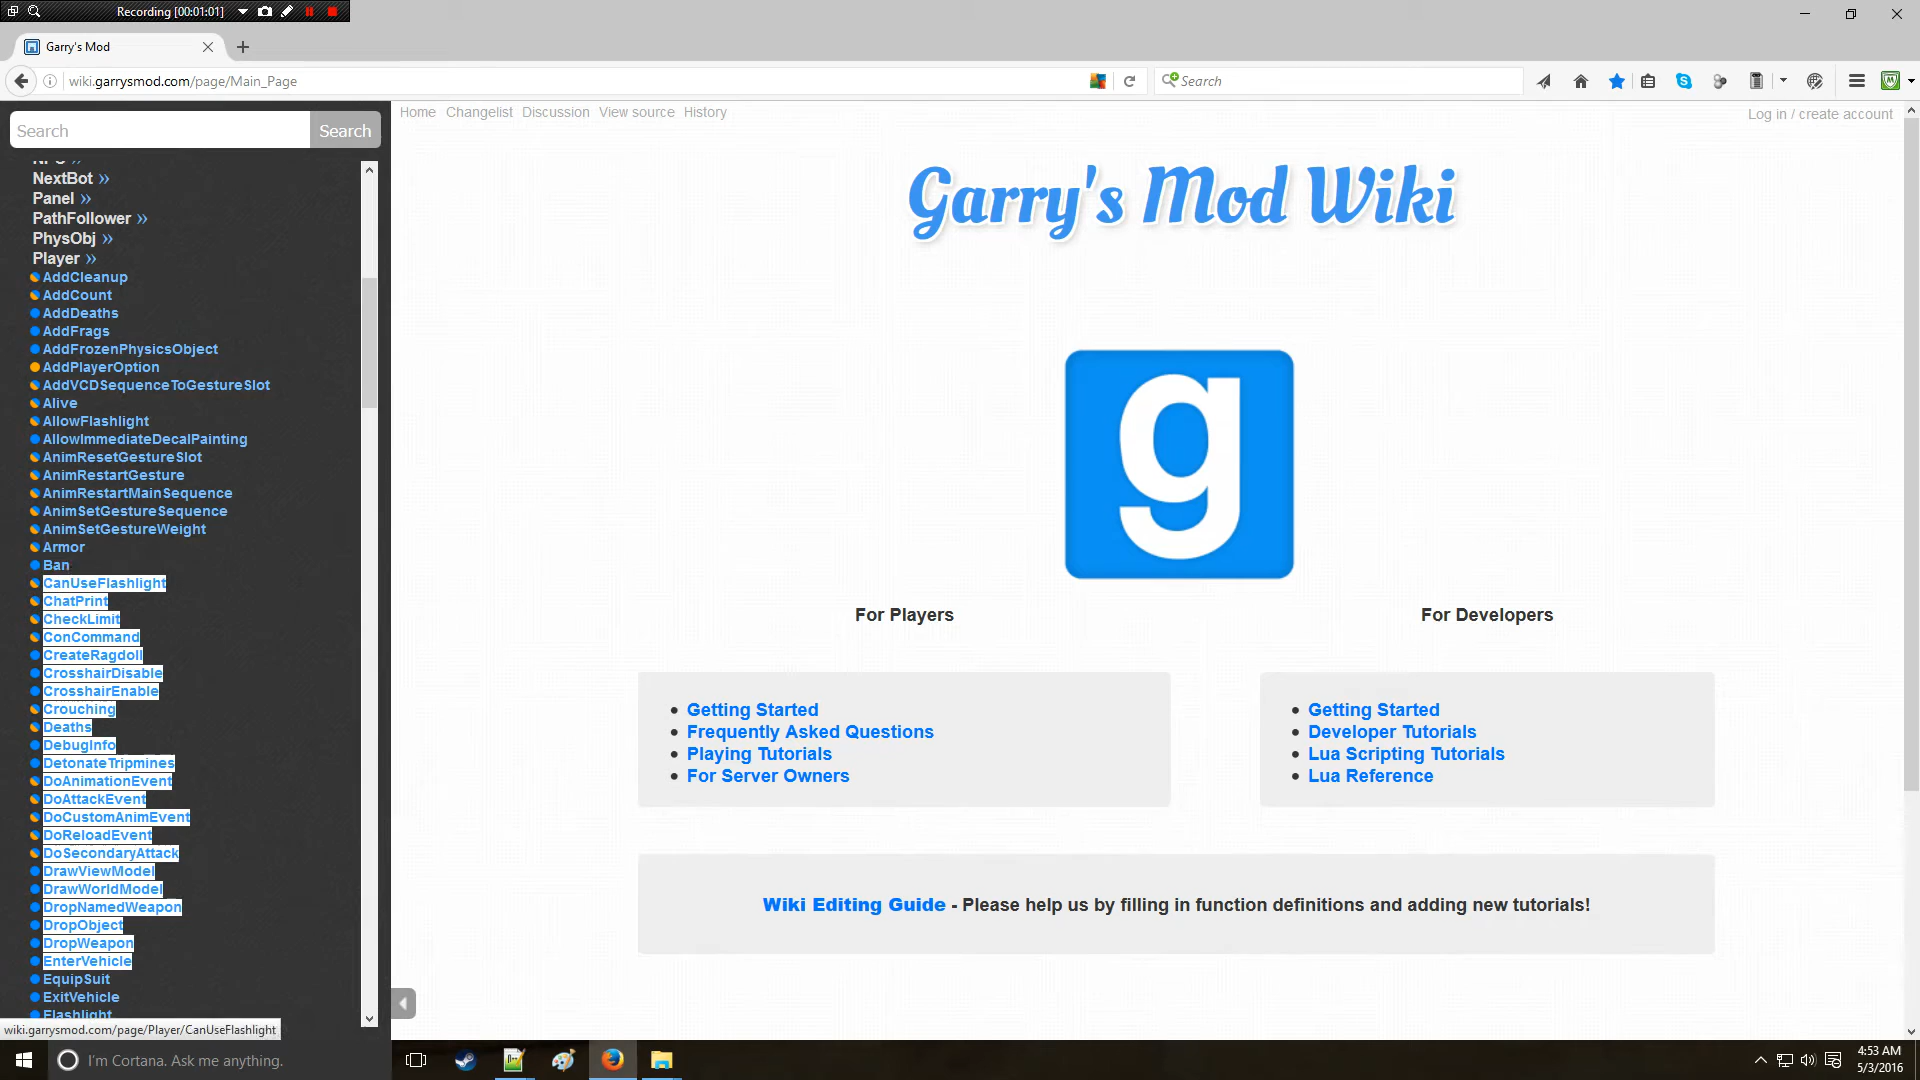 Recording [00:01:01]
Garry's Mod
wiki.garrysmod.com/page/Main_Page
Search
Search
Search
Home Changelist Discussion View source History
Log in / create account
NextBot »
Panel »
PathFollower »
PhysObj »
Player »
AddCleanup
AddCount
AddDeaths
AddFrags
AddFrozenPhysicsObject
AddPlayerOption
AddVCDSequenceToGestureSlot
Alive
AllowFlashlight
AllowImmediateDecalPainting
AnimResetGestureSlot
AnimRestartGesture
AnimRestartMainSequence
AnimSetGestureSequence
AnimSetGestureWeight
Armor
Ban
CanUseFlashlight
ChatPrint
CheckLimit
ConCommand
CreateRagdoll
CrosshairDisable
CrosshairEnable
Crouching
Deaths
DebugInfo
DetonateTripmines
DoAnimationEvent
DoAttackEvent
DoCustomAnimEvent
DoReloadEvent
DoSecondaryAttack
DrawViewModel
DrawWorldModel
DropNamedWeapon
DropObject
DropWeapon
EnterVehicle
EquipSuit
ExitVehicle
Flashlight
wiki.garrysmod.com/page/Player/CanUseFlashlight
Garry's Mod Wiki
g
For Players
Getting Started
Frequently Asked Questions
Playing Tutorials
For Server Owners
For Developers
Getting Started
Developer Tutorials
Lua Scripting Tutorials
Lua Reference
Wiki Editing Guide - Please help us by filling in function definitions and adding new tutorials!
I'm Cortana. Ask me anything.
4:53 AM
5/3/2016